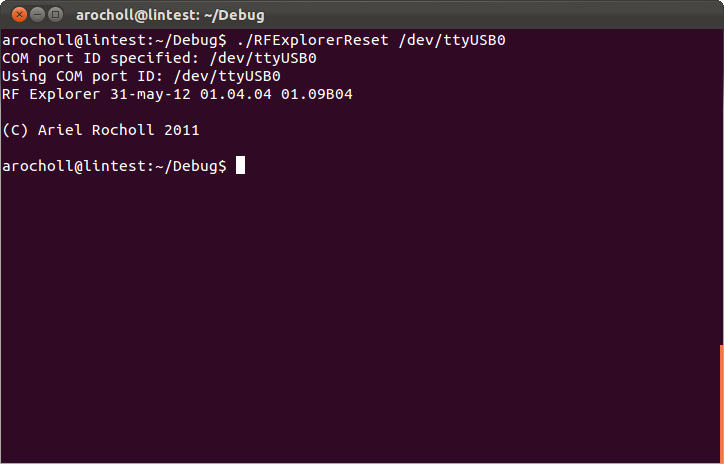 arocholl@lintest: ~/Debug
arocholl@lintest:~/Debug$ ./RFExplorerReset /dev/ttyUSB0
COM port ID specified: /dev/ttyUSB0
Using COM port ID: /dev/ttyUSB0
RF Explorer 31-may-12 01.04.04 01.09B04
(C) Ariel Rocholl 2011
arocholl@lintest:~/Debug$